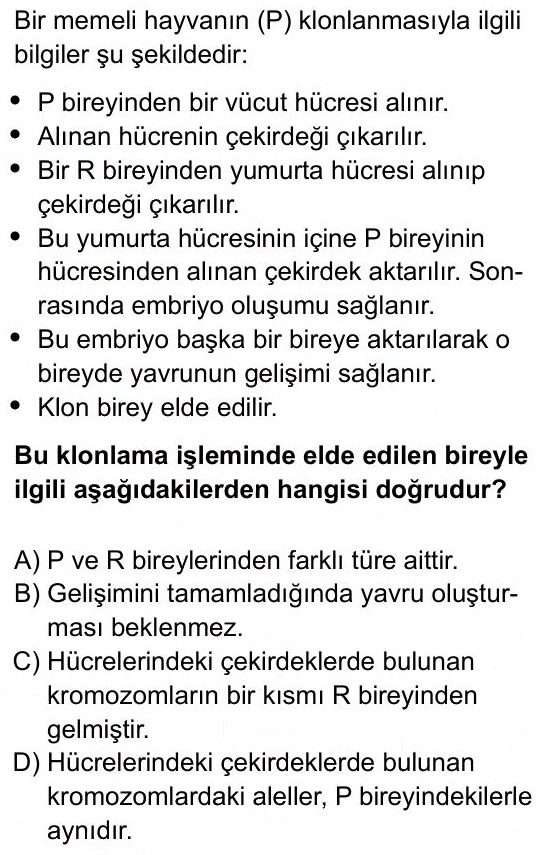 Bir memeli hayvanın (P) klonlanmasıyla ilgili
bilgiler şu şekildedir:
• P bireyinden bir vücut hücresi alınır.
• Alınan hücrenin çekirdeği çıkarılır.
• Bir R bireyinden yumurta hücresi alınıp
çekirdeği çıkarılır.
• Bu yumurta hücresinin içine P bireyinin
hücresinden alınan çekirdek aktarılır. Son-
rasında embriyo oluşumu sağlanır.
• Bu embriyo başka bir bireye aktarılarak o
bireyde yavrunun gelişimi sağlanır.
• Klon birey elde edilir.
Bu klonlama işleminde elde edilen bireyle
ilgili aşağıdakilerden hangisi doğrudur?
A) P ve R bireylerinden farklı türe aittir.
B) Gelişimini tamamladığında yavru oluştur-
ması beklenmez.
C) Hücrelerindeki çekirdeklerde bulunan
kromozomların bir kısmı R bireyinden
gelmiştir.
D) Hücrelerindeki çekirdeklerde bulunan
kromozomlardaki aleller, P bireyindekilerle
aynıdır.